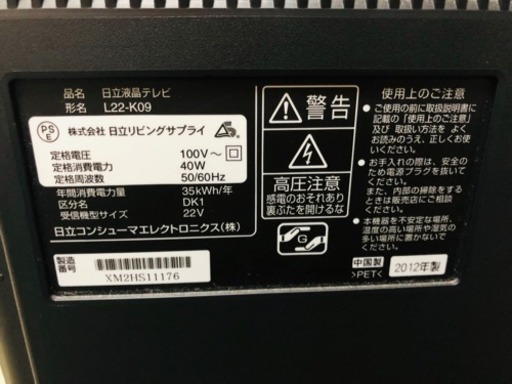 品名 日立液晶テレビ
形名 L22-K09
PS
E
株式会社 日立リビングサプライ
定格電圧 100V～
定格消費電力 40W
定格周波数 50/60Hz
年間消費電力量 35kWh/年
区分名 DK1
受信機型サイズ 22V
日立コンシューマエレクトロニクス(株)
製造
番号
XM2HS11176
警告
高圧注意
感電のおそれあり
裏ぶたを開けるな
G
使用上のご注意
●ご使用の前に取扱説明書
に記載の「使用上のご注意」
及び 取扱い方法を よく
お読みのうえ、正しくお使
いください。
●お手入れの際は、安全のた
め電源プラグを抜いてくだ
さい。
また、内部の掃除をする
ときは販売店にご相談く
ださい。
●本機器を不安定な場所、
温度の高い場所や湿気の
多い場所に置かないで
ください。
中国製
>PET<
2012年製